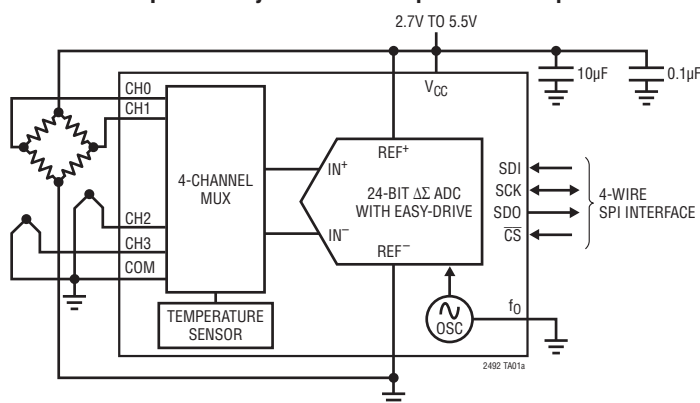 2.7V TO 5.5V
10µF
0.1µF
V_CC
CH0
CH1
CH2
CH3
COM
4-CHANNEL
MUX
TEMPERATURE
SENSOR
IN⁺
IN⁻
REF⁺
24-BIT ΔΣ ADC
WITH EASY-DRIVE
REF⁻
SDI
SCK
SDO
C̅S̅
4-WIRE
SPI INTERFACE
OSC
f_O
2492 TA01a